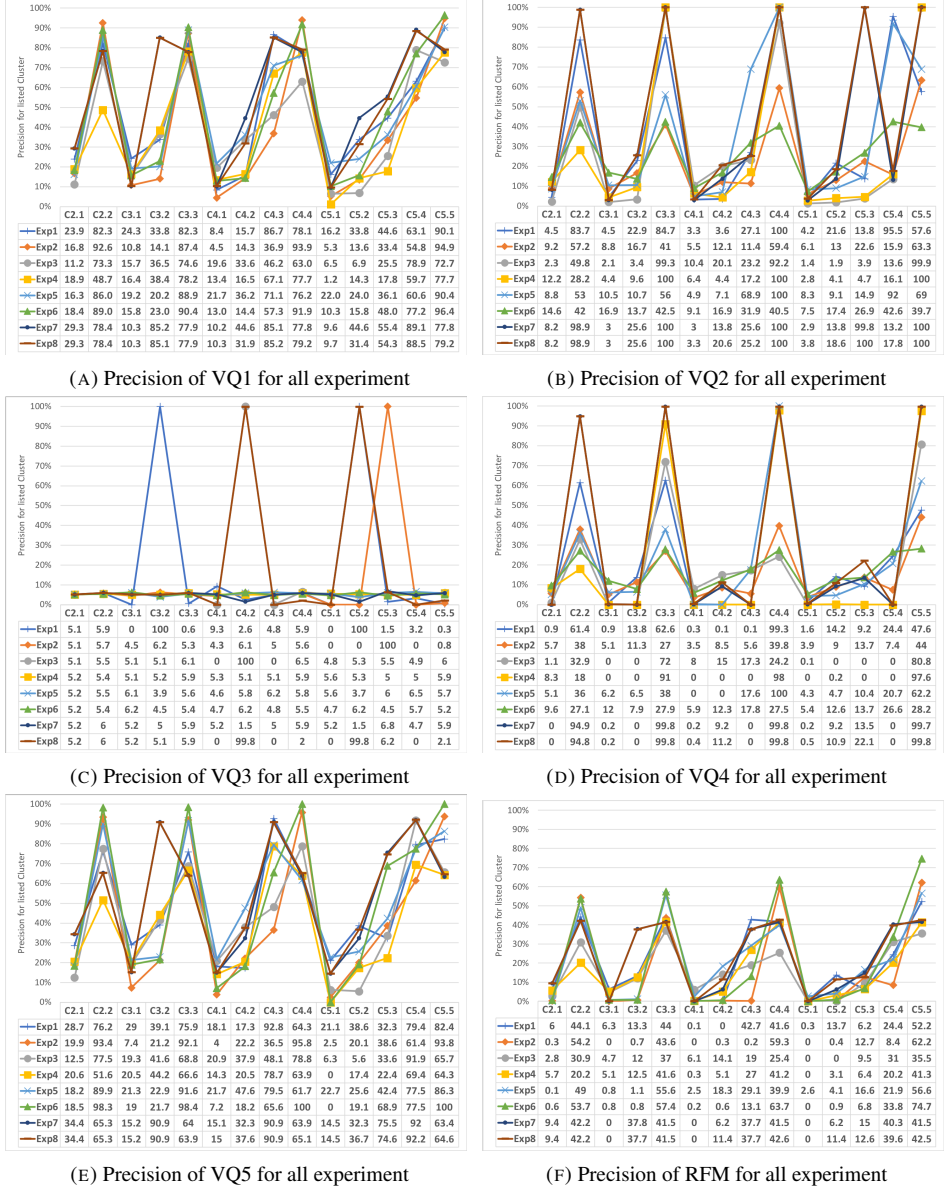 Precision for listed Cluster
100%
90%
80%
70%
60%
50%
40%
30%
20%
10%
0%
C2.1 C2.2 C3.1 C3.2 C3.3 C4.1 C4.2 C4.3 C4.4 C5.1 C5.2 C5.3 C5.4 C5.5
Exp1 23.9 82.3 24.3 33.8 82.3 8.4 15.7 86.7 78.1 16.2 33.8 44.6 63.1 90.1
Exp2 16.8 92.6 10.8 14.1 87.4 4.5 14.3 36.9 93.9 5.3 13.6 33.4 54.8 94.9
Exp3 11.2 73.3 15.7 36.5 74.6 19.6 33.6 46.2 63.0 6.5 6.9 25.5 78.9 72.7
Exp4 18.9 48.7 16.4 38.4 78.2 13.4 16.5 67.1 77.7 1.2 14.3 17.8 59.7 77.7
Exp5 16.3 86.0 19.2 20.2 88.9 21.7 36.2 71.1 76.2 22.0 24.0 36.1 60.6 90.4
Exp6 18.4 89.0 15.8 23.0 90.4 13.0 14.4 57.3 91.9 10.3 15.8 48.0 77.2 96.4
Exp7 29.3 78.4 10.3 85.2 77.9 10.2 44.6 85.1 77.8 9.6 44.6 55.4 89.1 77.8
Exp8 29.3 78.4 10.3 85.1 77.9 10.3 31.9 85.2 79.2 9.7 31.4 54.3 88.5 79.2
(A) Precision of VQ1 for all experiment
Precision for listed Cluster
100%
90%
80%
70%
60%
50%
40%
30%
20%
10%
0%
C2.1 C2.2 C3.1 C3.2 C3.3 C4.1 C4.2 C4.3 C4.4 C5.1 C5.2 C5.3 C5.4 C5.5
Exp1 4.5 83.7 4.5 22.9 84.7 3.3 3.6 27.1 100 4.2 21.6 13.8 95.5 57.6
Exp2 9.2 57.2 8.8 16.7 41 5.5 12.1 11.4 59.4 6.1 13 22.6 15.9 63.3
Exp3 2.3 49.8 2.1 3.4 99.3 10.4 20.1 23.2 92.2 1.4 1.9 3.9 13.6 99.9
Exp4 12.2 28.2 4.4 9.6 100 6.4 4.4 17.2 100 2.8 4.1 4.7 16.1 100
Exp5 8.8 53 10.5 10.7 56 4.9 7.1 68.9 100 8.3 9.1 14.9 92 69
Exp6 14.6 42 16.9 13.7 42.5 9.1 16.9 31.9 40.5 7.5 17.4 26.9 42.6 39.7
Exp7 8.2 98.9 3 25.6 100 3 13.8 25.6 100 2.9 13.8 99.8 13.2 100
Exp8 8.2 98.9 3 25.6 100 3.3 20.6 25.2 100 3.8 18.6 100 17.8 100
(B) Precision of VQ2 for all experiment
Precision for listed Cluster
100%
90%
80%
70%
60%
50%
40%
30%
20%
10%
0%
C2.1 C2.2 C3.1 C3.2 C3.3 C4.1 C4.2 C4.3 C4.4 C5.1 C5.2 C5.3 C5.4 C5.5
Exp1 5.1 5.9 0 100 0.6 9.3 2.6 4.8 5.9 0 100 1.5 3.2 0.3
Exp2 5.1 5.7 4.5 6.2 5.3 4.3 6.1 5 5.6 0 0 100 0 0.8
Exp3 5.1 5.5 5.1 5.1 6.1 0 100 0 6.5 4.8 5.3 5.5 4.9 6
Exp4 5.2 5.4 5.1 5.2 5.9 5.3 5.1 5.1 5.9 5.6 5.3 5 5 5.9
Exp5 5.2 5.5 6.1 3.9 5.6 4.6 5.8 6.2 5.8 5.6 3.7 6 6.5 5.7
Exp6 5.2 5.4 6.2 4.5 5.4 4.7 6.2 4.8 5.5 4.7 6.2 4.5 5.7 5.2
Exp7 5.2 6 5.2 5 5.9 5.2 1.5 5 5.9 5.2 1.5 6.8 4.7 5.9
Exp8 5.2 6 5.2 5.1 5.9 0 99.8 0 2 0 99.8 6.2 0 2.1
(C) Precision of VQ3 for all experiment
Precision for listed Cluster
100%
90%
80%
70%
60%
50%
40%
30%
20%
10%
0%
C2.1 C2.2 C3.1 C3.2 C3.3 C4.1 C4.2 C4.3 C4.4 C5.1 C5.2 C5.3 C5.4 C5.5
Exp1 0.9 61.4 0.9 13.8 62.6 0.3 0.1 0.1 99.3 1.6 14.2 9.2 24.4 47.6
Exp2 5.7 38 5.1 11.3 27 3.5 8.5 5.6 39.8 3.9 9 13.7 7.4 44
Exp3 1.1 32.9 0 0 72 8 15 17.3 24.2 0.1 0 0 0 80.8
Exp4 8.3 18 0 0 91 0 0 0 98 0 0.2 0 0 97.6
Exp5 5.1 36 6.2 6.5 38 0 0 17.6 100 4.3 4.7 10.4 20.7 62.2
Exp6 9.6 27.1 12 7.9 27.9 5.9 12.3 17.8 27.5 5.4 12.6 13.7 26.6 28.2
Exp7 0 94.9 0.2 0 99.8 0.2 9.2 0 99.8 0.2 9.2 13.5 0 99.7
Exp8 0 94.8 0.2 0 99.8 0.4 11.2 0 99.8 0.5 10.9 22.1 0 99.8
(D) Precision of VQ4 for all experiment
Precision for listed Cluster
100%
90%
80%
70%
60%
50%
40%
30%
20%
10%
0%
C2.1 C2.2 C3.1 C3.2 C3.3 C4.1 C4.2 C4.3 C4.4 C5.1 C5.2 C5.3 C5.4 C5.5
Exp1 28.7 76.2 29 39.1 75.9 18.1 17.3 92.8 64.3 21.1 38.6 32.3 79.4 82.4
Exp2 19.9 93.4 7.4 21.2 92.1 4 22.2 36.5 95.8 2.5 20.1 38.6 61.4 93.8
Exp3 12.5 77.5 19.3 41.6 68.8 20.9 37.9 48.1 78.8 6.3 5.6 33.6 91.9 65.7
Exp4 20.6 51.6 20.5 44.2 66.6 14.3 20.5 78.7 63.9 0 17.4 22.4 69.4 64.3
Exp5 18.2 89.9 21.3 22.9 91.6 21.7 47.6 79.5 61.7 22.7 25.6 42.4 77.5 86.3
Exp6 18.5 98.3 19 21.7 98.4 7.2 18.2 65.6 100 0 19.1 68.9 77.5 100
Exp7 34.4 65.3 15.2 90.9 64 15.1 32.3 90.9 63.9 14.5 32.3 75.5 92 63.4
Exp8 34.4 65.3 15.2 90.9 63.9 15 37.6 90.9 65.1 14.5 36.7 74.6 92.2 64.6
(E) Precision of VQ5 for all experiment
Precision for listed Cluster
100%
90%
80%
70%
60%
50%
40%
30%
20%
10%
0%
C2.1 C2.2 C3.1 C3.2 C3.3 C4.1 C4.2 C4.3 C4.4 C5.1 C5.2 C5.3 C5.4 C5.5
Exp1 6 44.1 6.3 13.3 44 0.1 0 42.7 41.6 0.3 13.7 6.2 24.4 52.2
Exp2 0.3 54.2 0 0.7 43.6 0 0.3 0.2 59.3 0 0.4 12.7 8.4 62.2
Exp3 2.8 30.9 4.7 12 37 6.1 14.1 19 25.4 0 0 9.5 31 35.5
Exp4 5.7 20.2 5.1 12.5 41.6 0.3 5.1 27 41.2 0 3.1 6.4 20.2 41.3
Exp5 0.1 49 0.8 1.1 55.6 2.5 18.3 29.1 39.9 2.6 4.1 16.6 21.9 56.6
Exp6 0.6 53.7 0.8 0.8 57.4 0.2 0.6 13.1 63.7 0 0.9 6.8 33.8 74.7
Exp7 9.4 42.2 0 37.8 41.5 0 6.2 37.7 41.5 0 6.2 15 40.3 41.5
Exp8 9.4 42.2 0 37.7 41.5 0 11.4 37.7 42.6 0 11.4 12.6 39.6 42.5
(F) Precision of RFM for all experiment